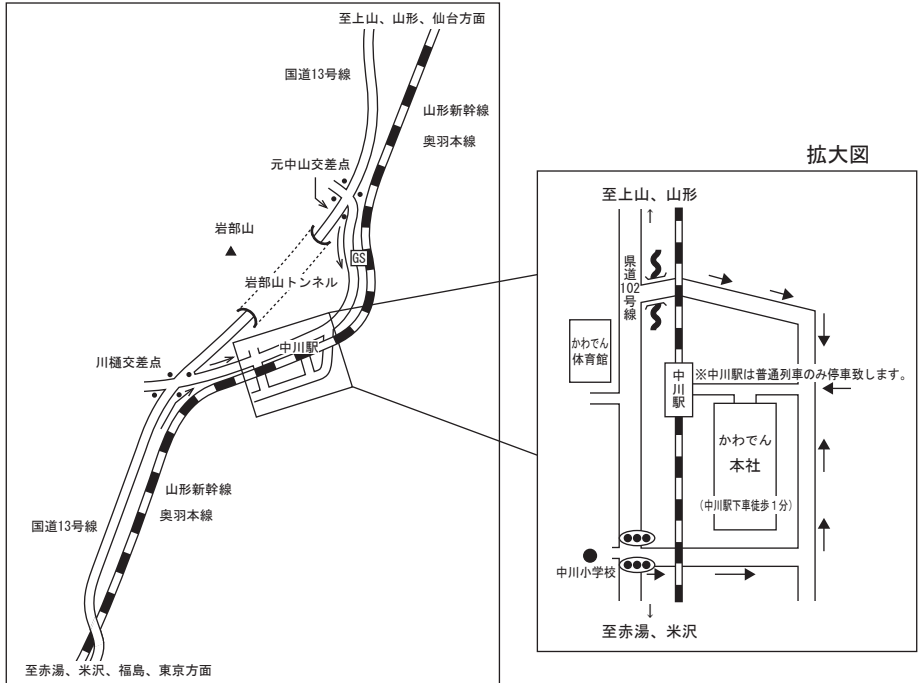 至上山、山形、仙台方面
国道13号線
山形新幹線
奥羽本線
元中山交差点
岩部山
GS
岩部山トンネル
中川駅
川樋交差点
山形新幹線
奥羽本線
国道13号線
至赤湯、米沢、福島、東京方面
拡大図
至上山、山形
県道102号線
かわでん
体育館
中川駅
※中川駅は普通列車のみ停車致します。
かわでん
本社
(中川駅下車徒歩1分)
中川小学校
至赤湯、米沢